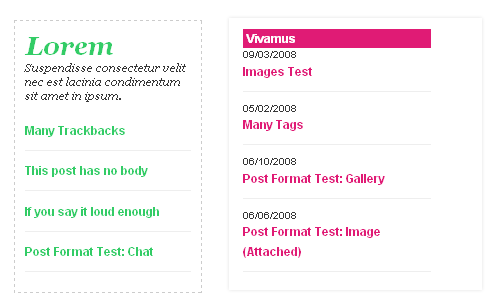 Lorem
Suspendisse consectetur velit
nec est lacinia condimentum
sit amet in ipsum.
Many Trackbacks
This post has no body
If you say it loud enough
Post Format Test: Chat
Vivamus
09/03/2008
Images Test
05/02/2008
Many Tags
06/10/2008
Post Format Test: Gallery
06/06/2008
Post Format Test: Image
(Attached)